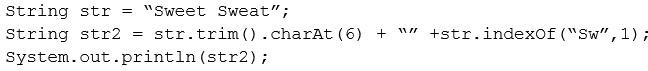 String str = “Sweet Sweat”;
String str2 = str.trim().charAt(6) + “” +str.indexOf(“Sw”,1);
System.out.println(str2);